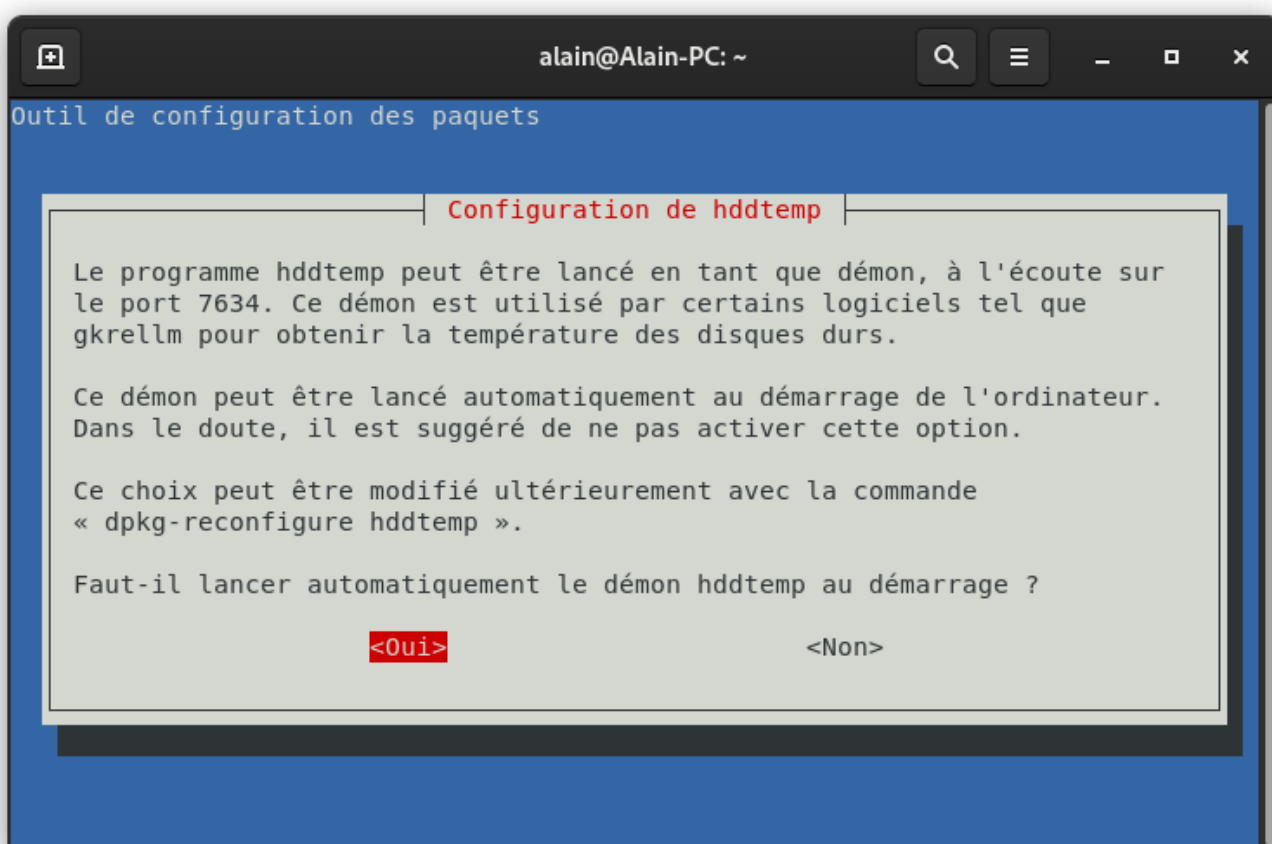 alain@Alain-PC: ~
Outil de configuration des paquets
Configuration de hddtemp
Le programme hddtemp peut être lancé en tant que démon, à l'écoute sur
le port 7634. Ce démon est utilisé par certains logiciels tel que
gkrellm pour obtenir la température des disques durs.
Ce démon peut être lancé automatiquement au démarrage de l'ordinateur.
Dans le doute, il est suggéré de ne pas activer cette option.
Ce choix peut être modifié ultérieurement avec la commande
« dpkg-reconfigure hddtemp ».
Faut-il lancer automatiquement le démon hddtemp au démarrage ?
<Oui> <Non>